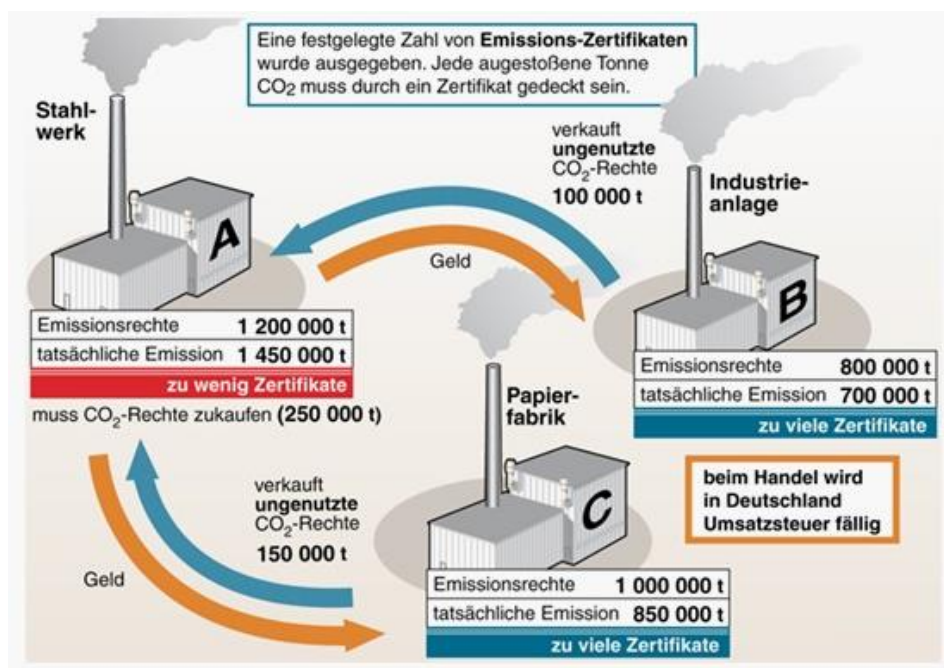 Eine festgelegte Zahl von Emissions-Zertifikaten
wurde ausgegeben. Jede augestoßene Tonne
CO₂ muss durch ein Zertifikat gedeckt sein.
Stahl-
werk
A
Emissionsrechte 1 200 000 t
tatsächliche Emission 1 450 000 t
zu wenig Zertifikate
muss CO₂-Rechte zukaufen (250 000 t)
verkauft
ungenutzte
CO₂-Rechte
100 000 t
Geld
Industrie-
anlage
B
Emissionsrechte 800 000 t
tatsächliche Emission 700 000 t
zu viele Zertifikate
beim Handel wird
in Deutschland
Umsatzsteuer fällig
verkauft
ungenutzte
CO₂-Rechte
150 000 t
Geld
Papier-
fabrik
C
Emissionsrechte 1 000 000 t
tatsächliche Emission 850 000 t
zu viele Zertifikate